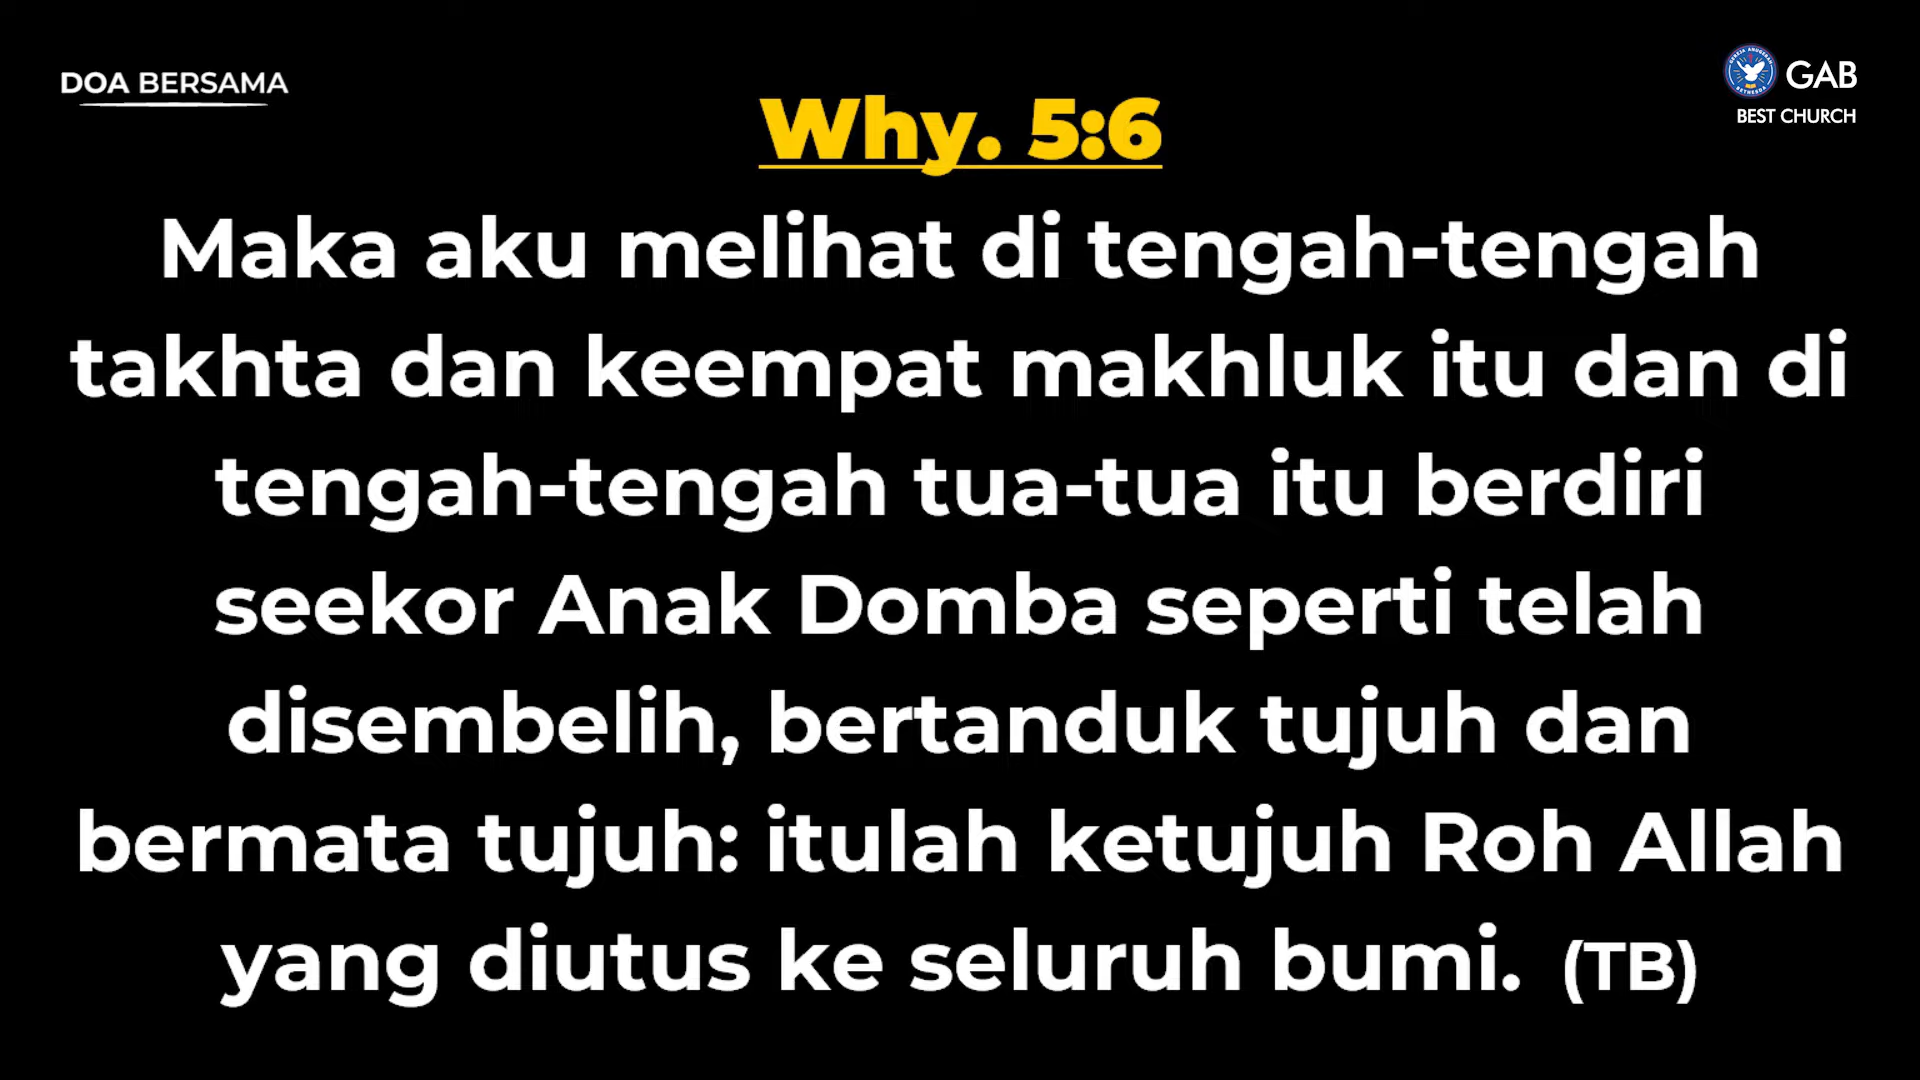 DOA BERSAMA
GAB
BEST CHURCH
Why. 5:6
Maka aku melihat di tengah-tengah
takhta dan keempat makhluk itu dan di
tengah-tengah tua-tua itu berdiri
seekor Anak Domba seperti telah
disembelih, bertanduk tujuh dan
bermata tujuh: itulah ketujuh Roh Allah
yang diutus ke seluruh bumi. (TB)